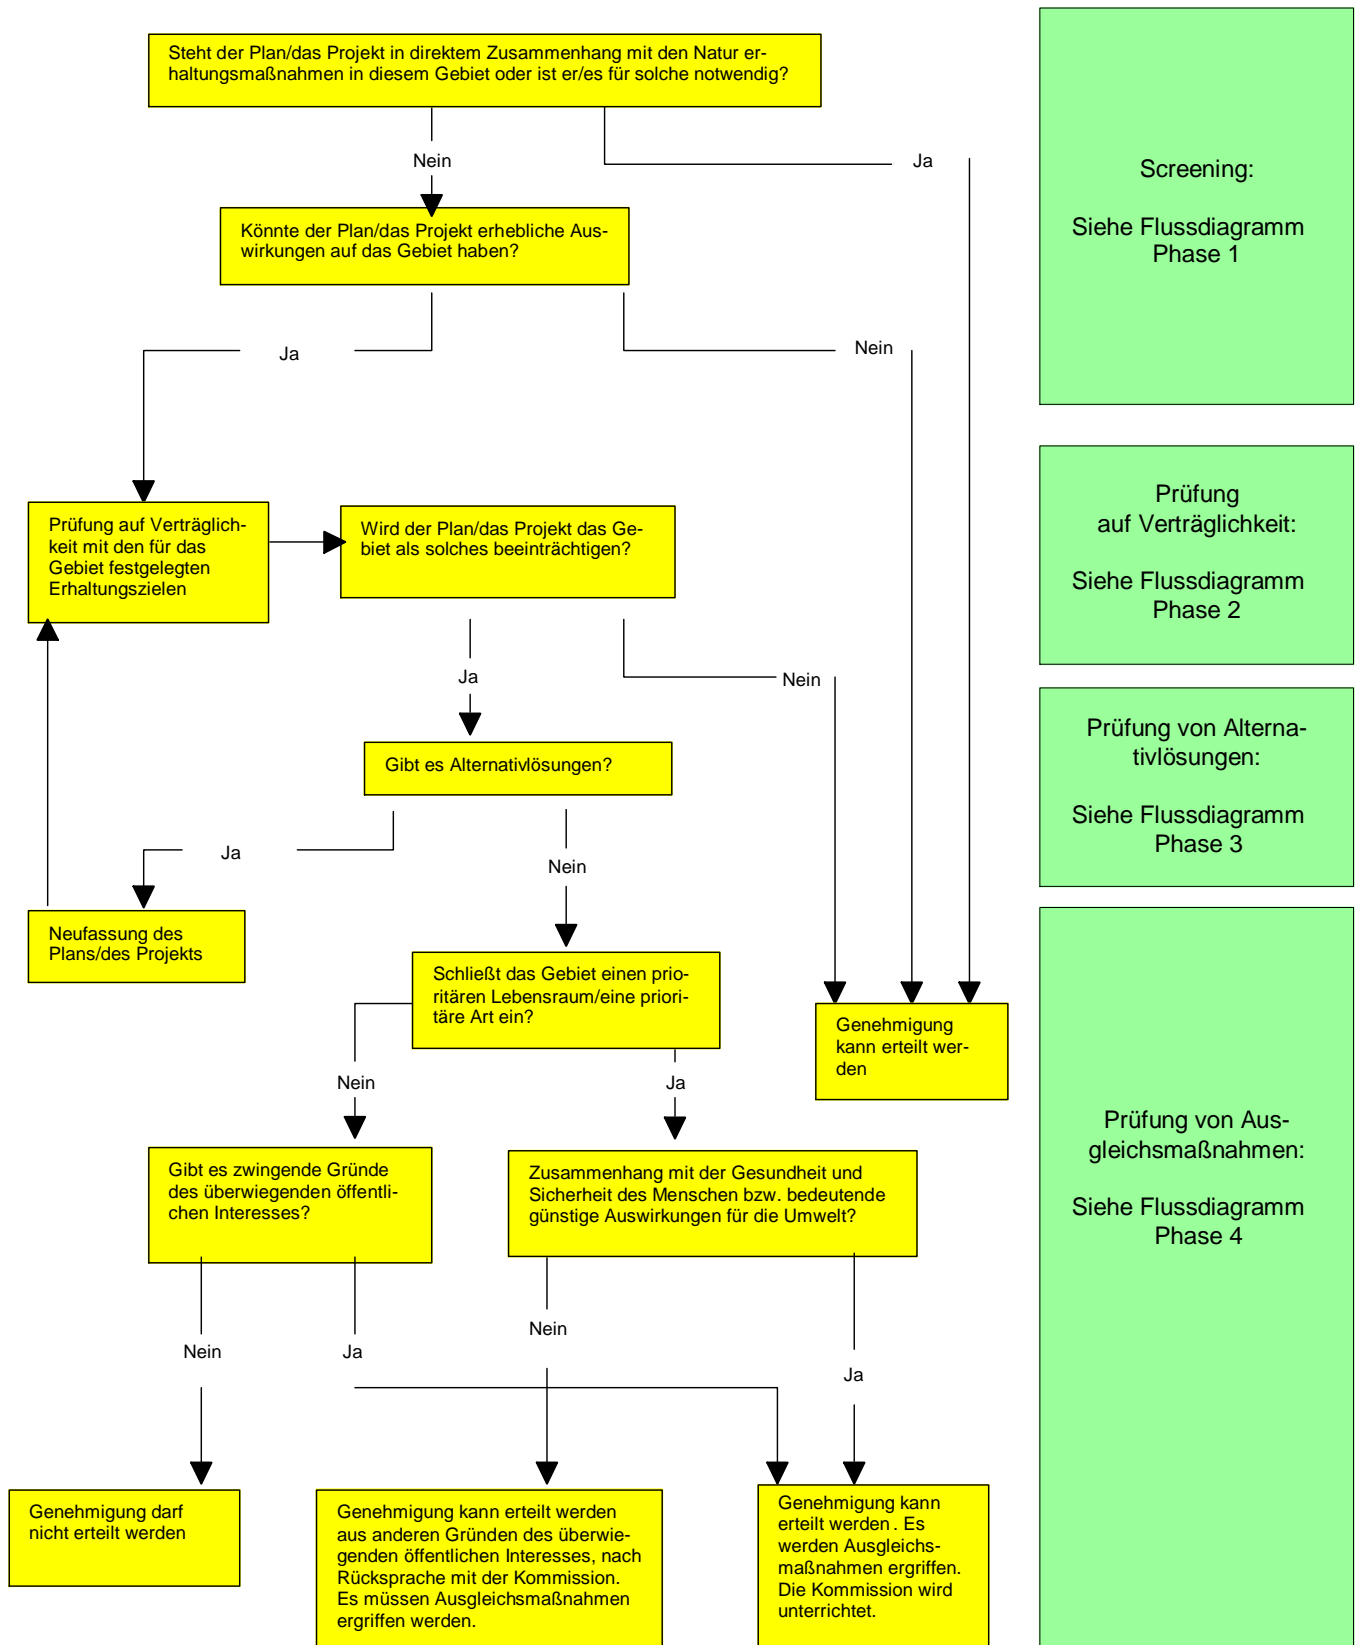 Steht der Plan/das Projekt in direktem Zusammenhang mit den Natur er-
haltungsmaßnahmen in diesem Gebiet oder ist er/es für solche notwendig?
Nein
Ja
Screening:
Siehe Flussdiagramm
Phase 1
Könnte der Plan/das Projekt erhebliche Aus-
wirkungen auf das Gebiet haben?
Ja
Nein
Prüfung auf Verträglich-
keit mit den für das
Gebiet festgelegten
Erhaltungszielen
Wird der Plan/das Projekt das Ge-
biet als solches beeinträchtigen?
Prüfung
auf Verträglichkeit:
Siehe Flussdiagramm
Phase 2
Ja
Nein
Gibt es Alternativlösungen?
Prüfung von Alterna-
tivlösungen:
Siehe Flussdiagramm
Phase 3
Ja
Nein
Neufassung des
Plans/des Projekts
Schließt das Gebiet einen prio-
ritären Lebensraum/eine priori-
täre Art ein?
Genehmigung
kann erteilt wer-
den
Nein
Ja
Prüfung von Aus-
gleichsmaßnahmen:
Siehe Flussdiagramm
Phase 4
Gibt es zwingende Gründe
des überwiegenden öffentli-
chen Interesses?
Zusammenhang mit der Gesundheit und
Sicherheit des Menschen bzw. bedeutende
günstige Auswirkungen für die Umwelt?
Nein
Ja
Nein
Ja
Genehmigung darf
nicht erteilt werden
Genehmigung kann erteilt werden
aus anderen Gründen des überwie-
genden öffentlichen Interesses, nach
Rücksprache mit der Kommission.
Es müssen Ausgleichsmaßnahmen
ergriffen werden.
Genehmigung kann
erteilt werden . Es
werden Ausgleichs-
maßnahmen ergriffen.
Die Kommission wird
unterrichtet.